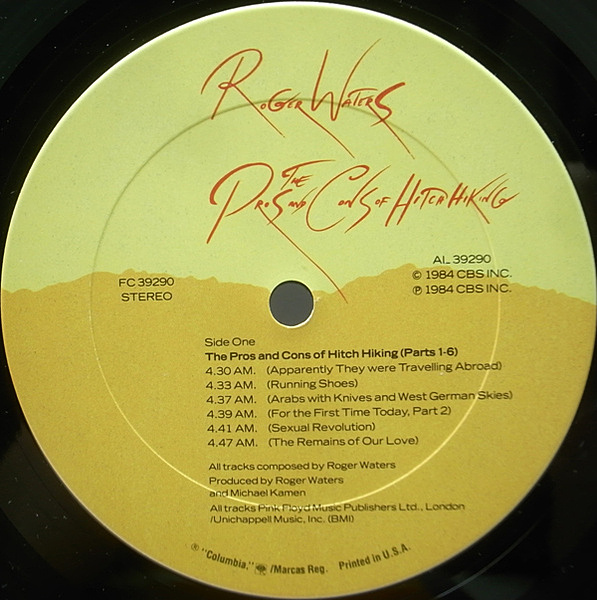 Roger Waters
The
Pros and Cons of Hitch Hiking
FC 39290
STEREO
AL 39290
© 1984 CBS INC.
℗ 1984 CBS INC.
Side One
The Pros and Cons of Hitch Hiking (Parts 1-6)
4.30 AM. (Apparently They were Travelling Abroad)
4.33 AM. (Running Shoes)
4.37 AM. (Arabs with Knives and West German Skies)
4.39 AM. (For the First Time Today, Part 2)
4.41 AM. (Sexual Revolution)
4.47 AM. (The Remains of Our Love)
All tracks composed by Roger Waters
Produced by Roger Waters
and Michael Kamen
All tracks Pink Floyd Music Publishers Ltd., London
/Unichappell Music, Inc. (BMI)
® "Columbia," /Marcas Reg. Printed in U.S.A.